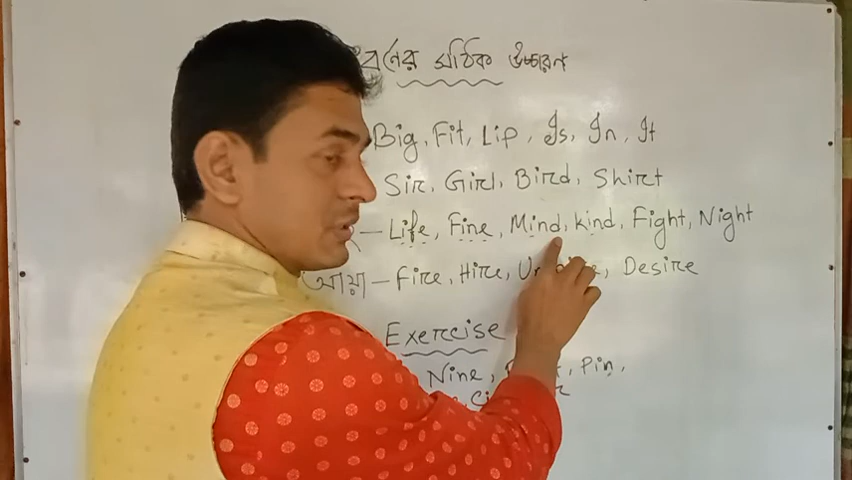 সঠিক উচ্চারণ
Big, Fit, Lip, Is, In, It
Sir, Girl, Bird, Shirt
– Life, Fine, Mind, kind, Fight, Night
আয়া – Fire, Hire, Desire
Exercise
Nine, Pin,